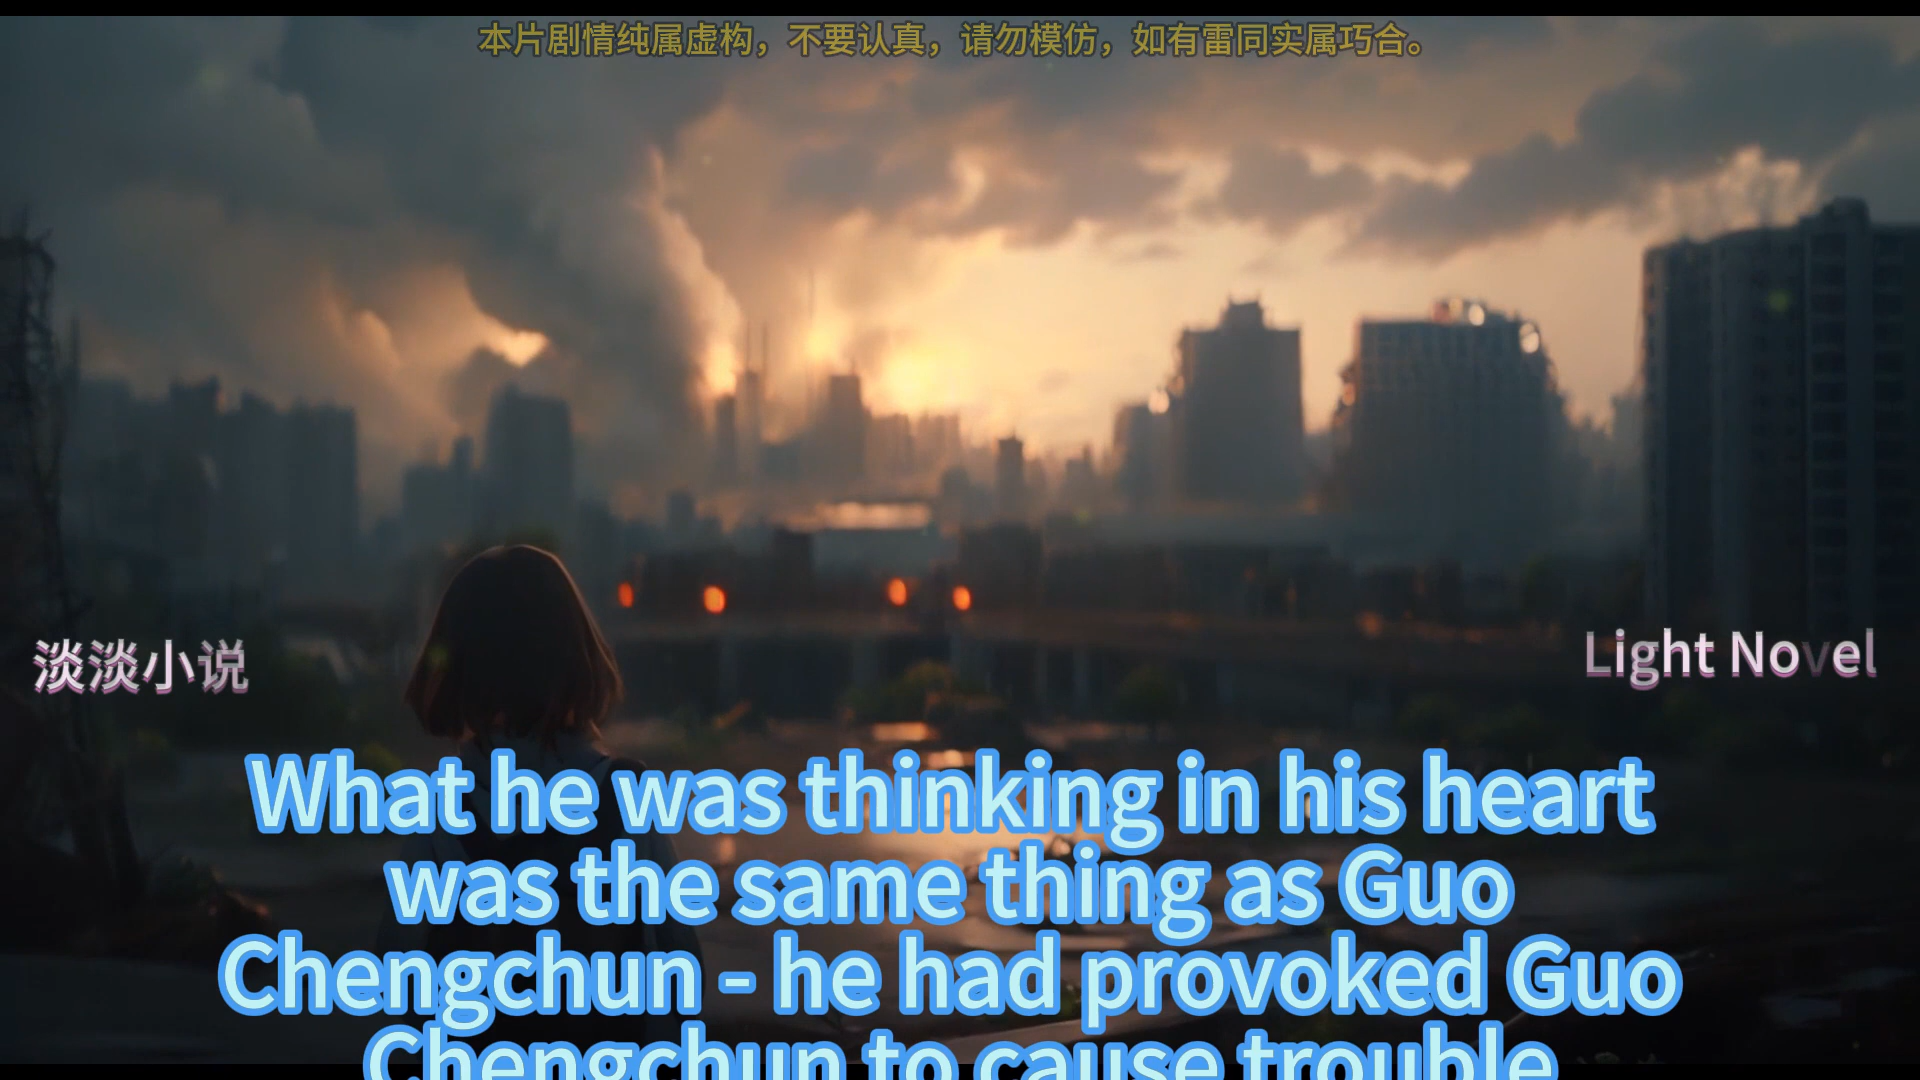 本片剧情纯属虚构，不要认真，请勿模仿，如有雷同实属巧合。
淡淡小说
Light Novel
What he was thinking in his heart
was the same thing as Guo
Chengchun - he had provoked Guo
Chengchun to cause trouble